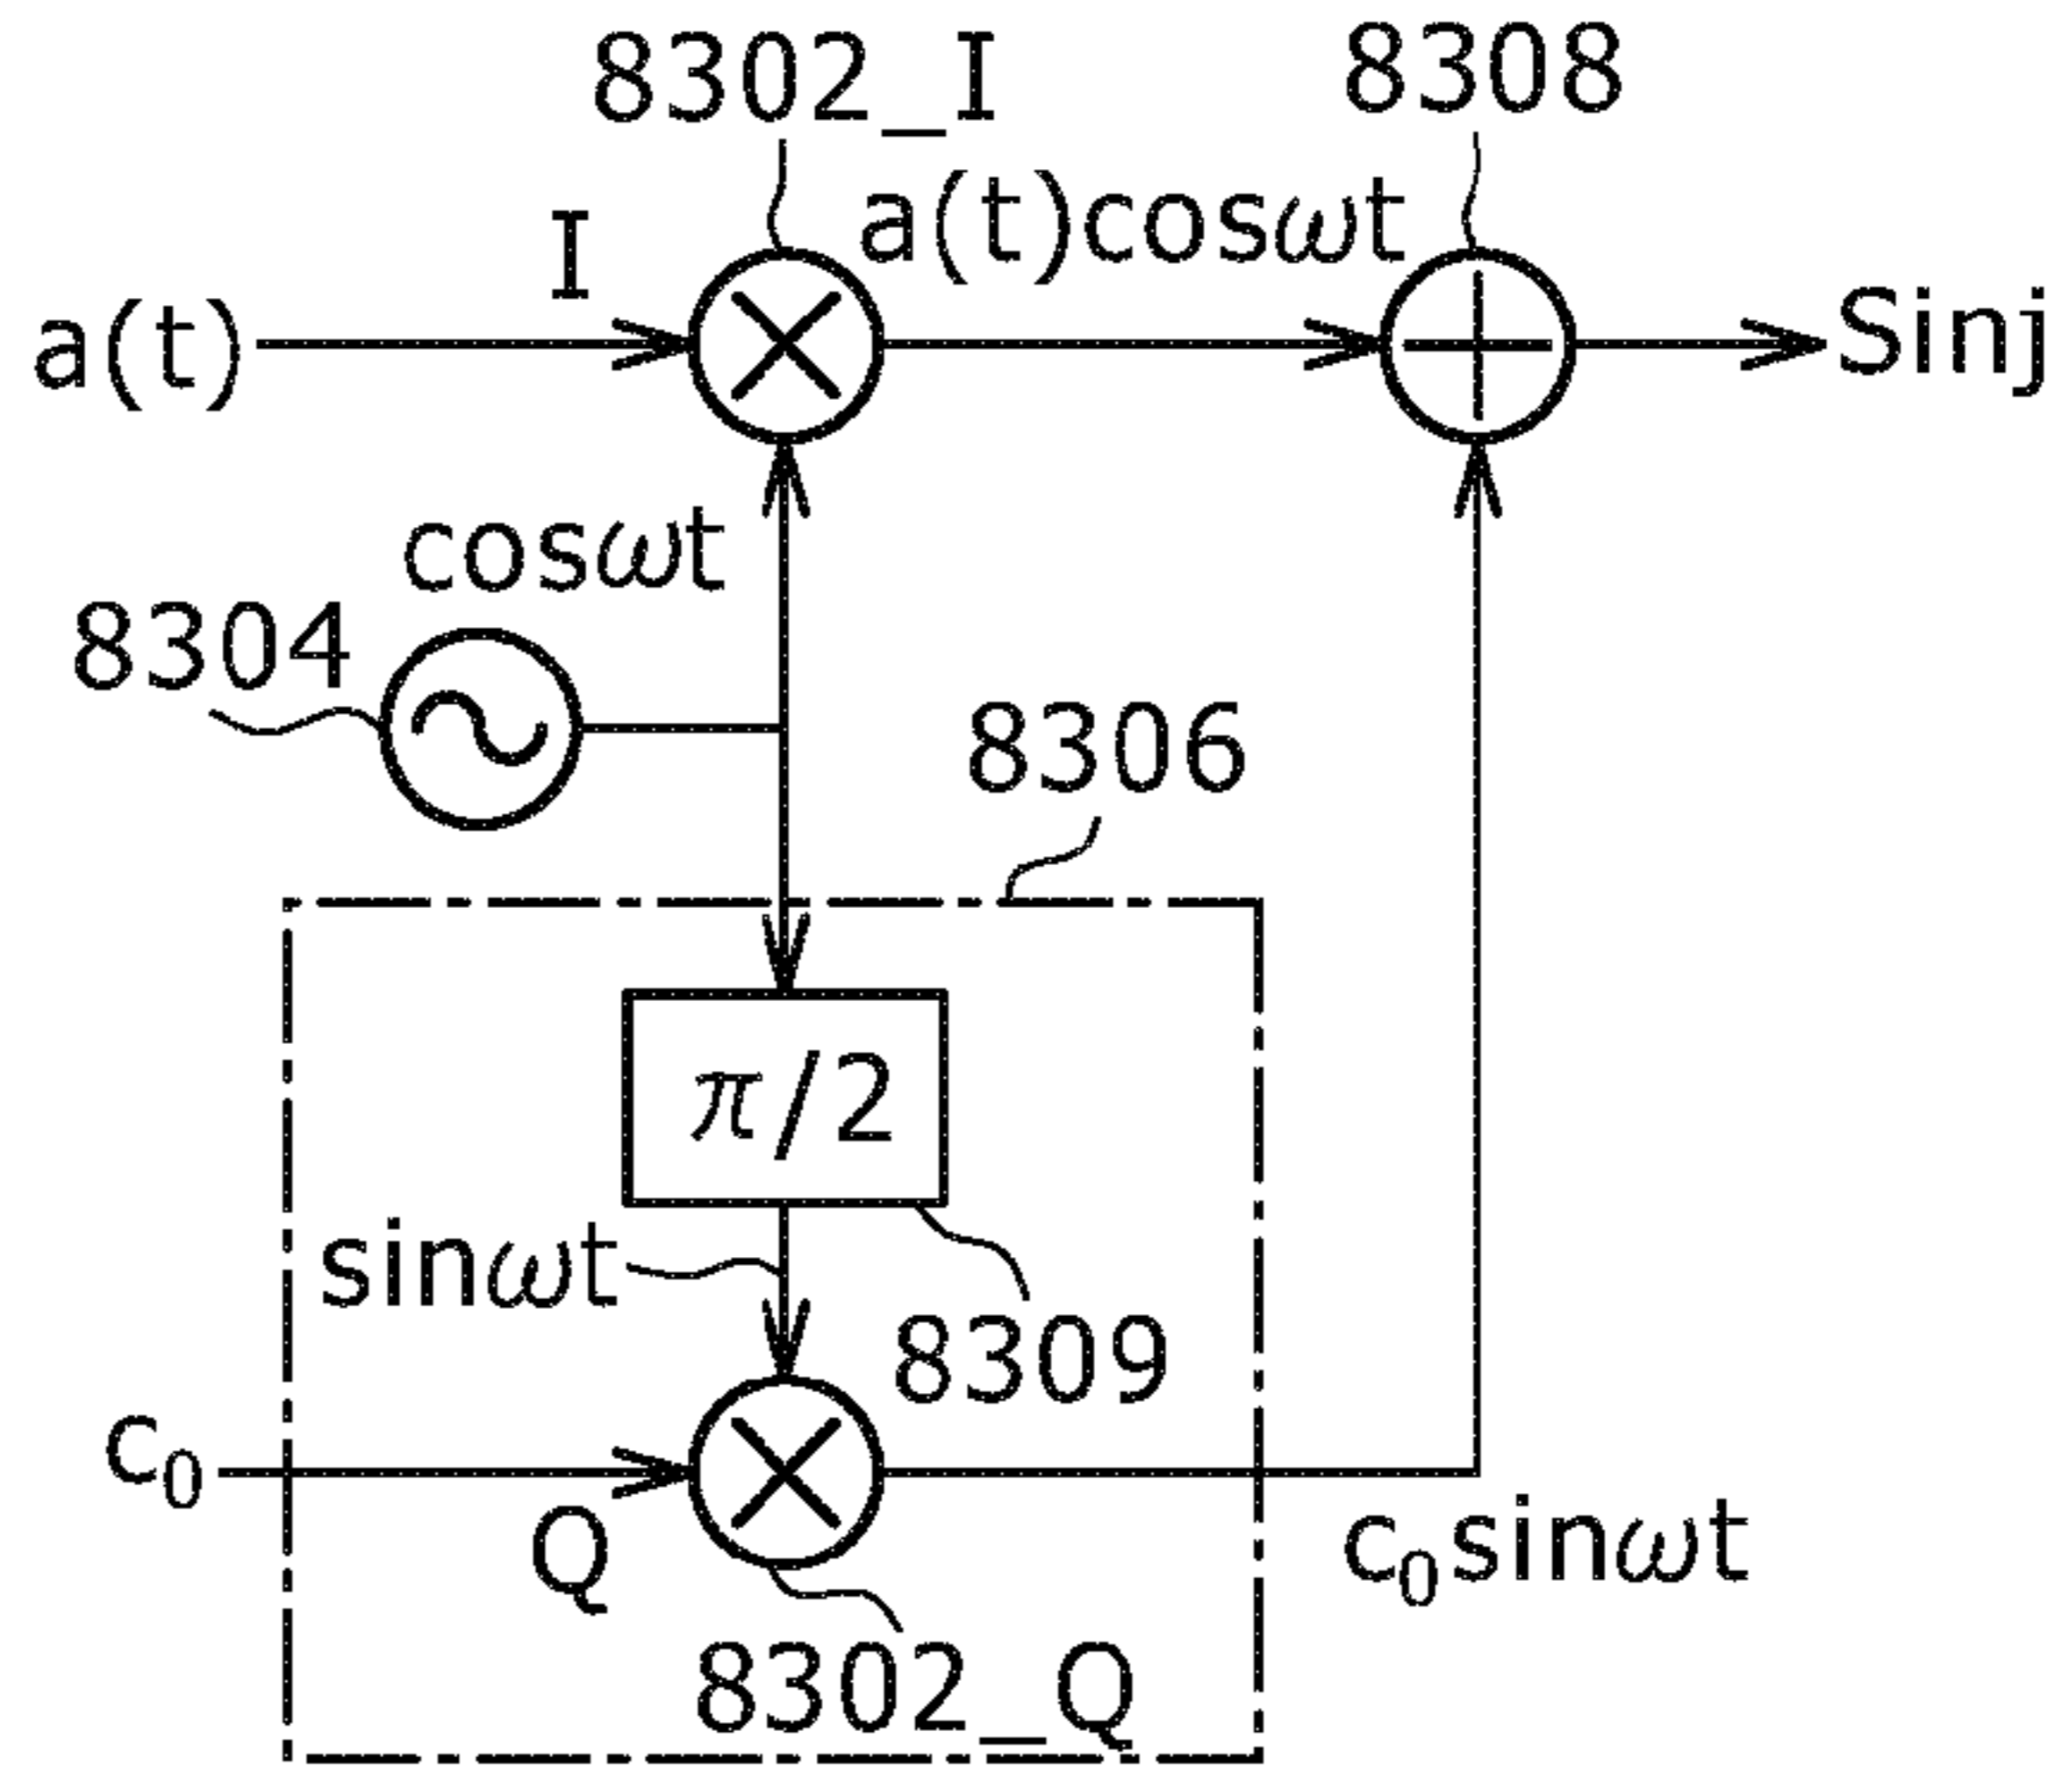 8302_I
8308
a(t)cosωt
I
a(t)
Sinj
cosωt
8304
8306
π/2
sinωt
8309
c₀
Q
c₀sinωt
8302_Q